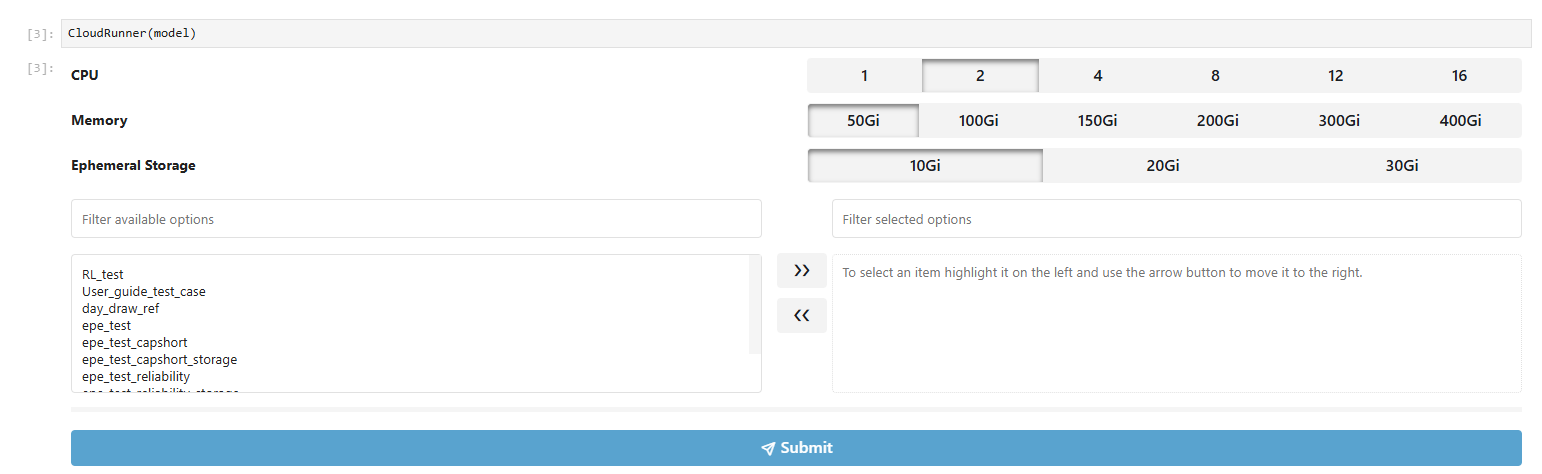 [3]: CloudRunner(model)
[3]:
CPU 1 2 4 8 12 16
Memory 50Gi 100Gi 150Gi 200Gi 300Gi 400Gi
Ephemeral Storage 10Gi 20Gi 30Gi
Filter available options
Filter selected options
RL_test
User_guide_test_case
day_draw_ref
epe_test
epe_test_capshort
epe_test_capshort_storage
epe_test_reliability
epe_test_reliability_storage
>>
<<
To select an item highlight it on the left and use the arrow button to move it to the right.
Submit